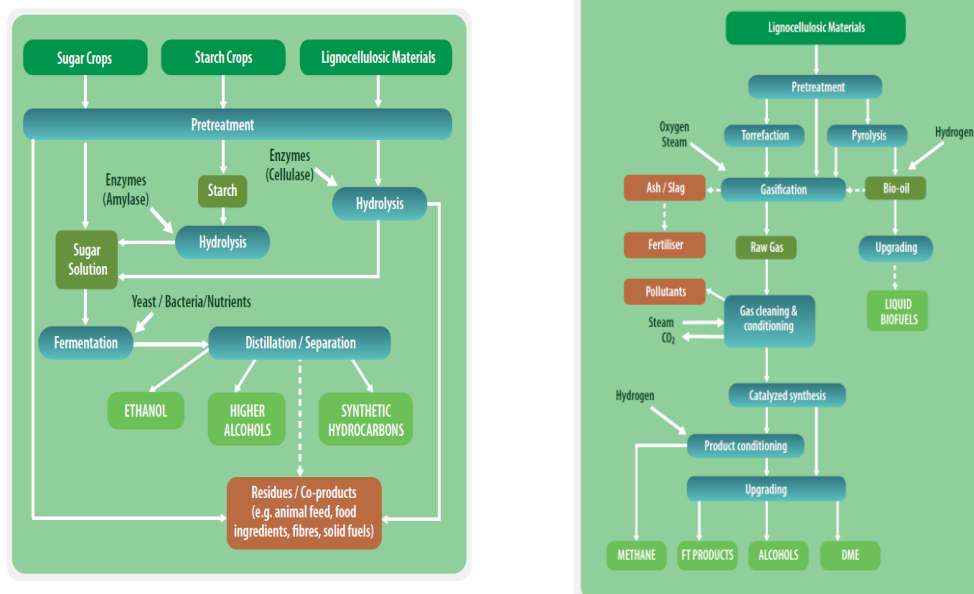 Sugar Crops
Starch Crops
Lignocellulosic Materials
Pretreatment
Enzymes
(Amylase)
Starch
Enzymes
(Cellulase)
Hydrolysis
Hydrolysis
Sugar
Solution
Yeast / Bacteria/Nutrients
Fermentation
Distillation / Separation
ETHANOL
HIGHER
ALCOHOLS
SYNTHETIC
HYDROCARBONS
Residues / Co-products
(e.g. animal feed, food
ingredients, fibres, solid fuels)
Lignocellulosic Materials
Pretreatment
Oxygen
Steam
Torrefaction
Pyrolysis
Hydrogen
Ash / Slag
Gasification
Bio-oil
Fertiliser
Raw Gas
Upgrading
Pollutants
Gas cleaning &
conditioning
Steam
CO₂
LIQUID
BIOFUELS
Catalyzed synthesis
Hydrogen
Product conditioning
Upgrading
METHANE
FT PRODUCTS
ALCOHOLS
DME